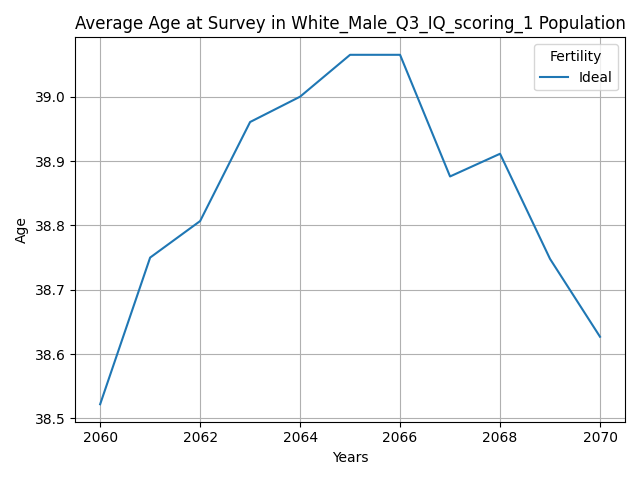 Average Age at Survey in White_Male_Q3_IQ_scoring_1 Population
Fertility
Ideal
39.0
38.9
38.8
38.7
38.6
38.5
Age
2060
2062
2064
2066
2068
2070
Years